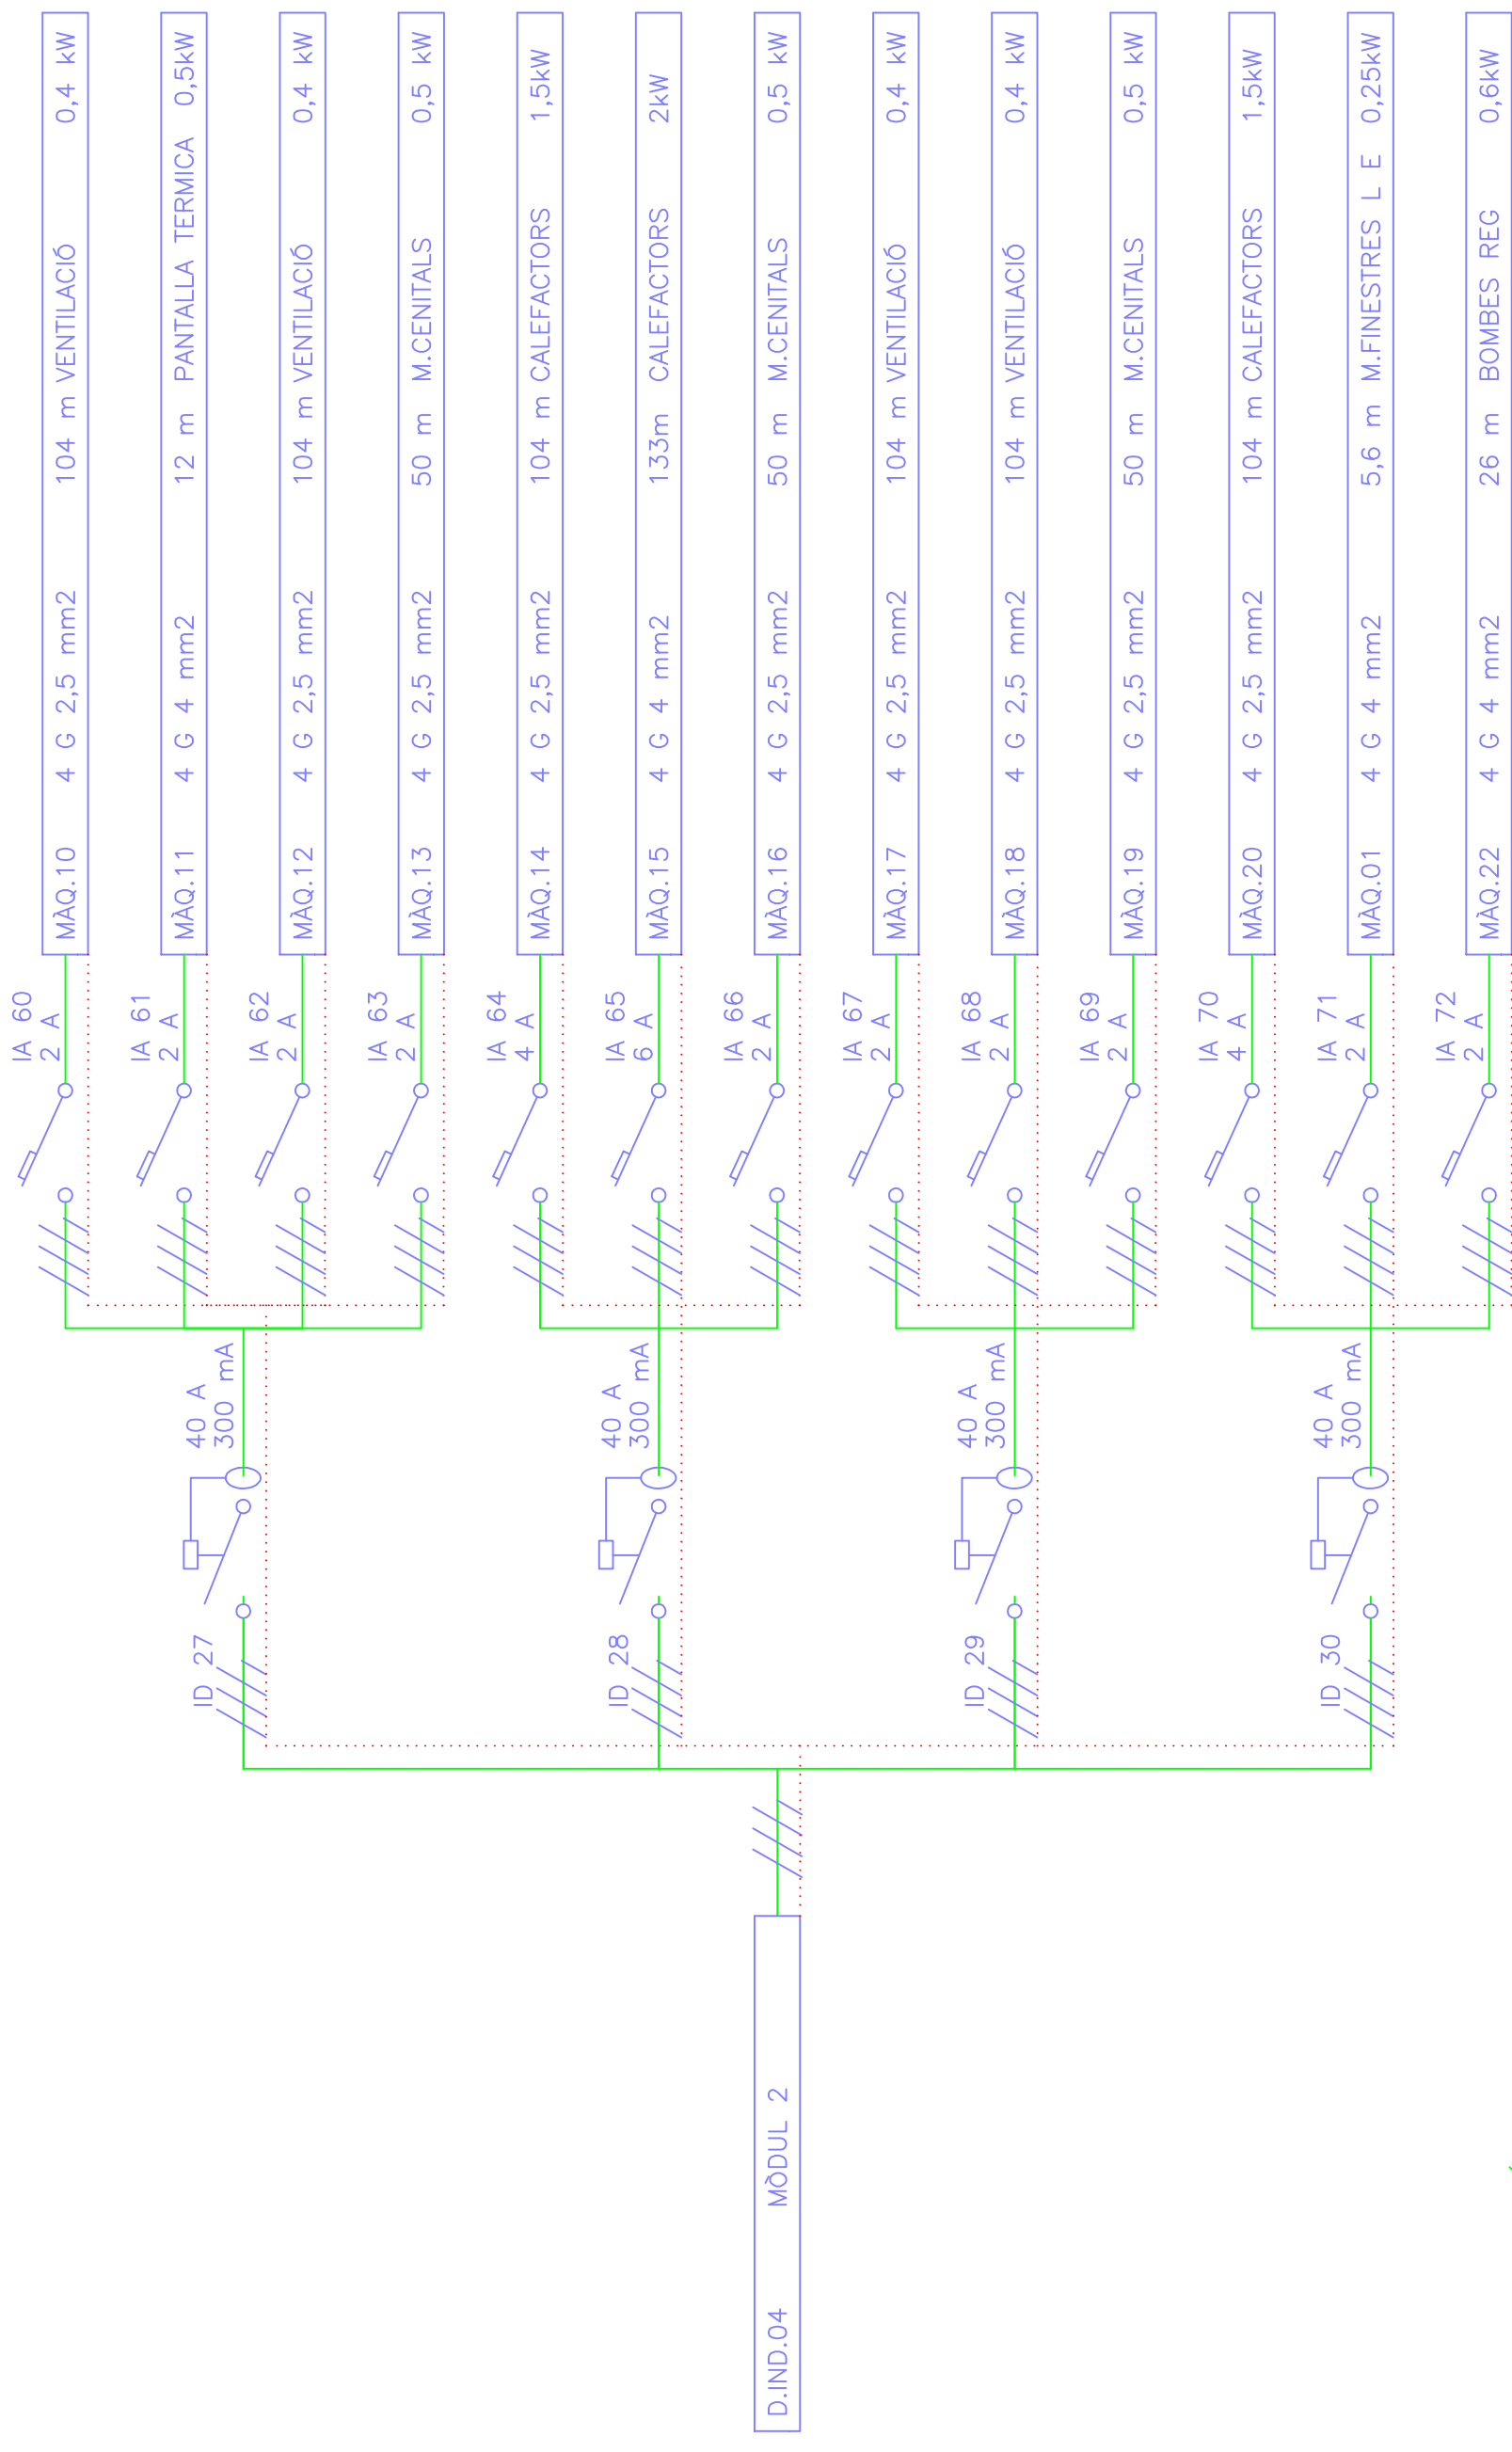 MÀQ.10 4 G 2,5 mm2 104 m VENTILACIÓ 0,4 kW
MÀQ.11 4 G 4 mm2 12 m PANTALLA TERMICA 0,5kW
MÀQ.12 4 G 2,5 mm2 104 m VENTILACIÓ 0,4 kW
MÀQ.13 4 G 2,5 mm2 50 m M.CENITALS 0,5 kW
MÀQ.14 4 G 2,5 mm2 104 m CALEFACTORS 1,5kW
MÀQ.15 4 G 4 mm2 133m CALEFACTORS 2kW
MÀQ.16 4 G 2,5 mm2 50 m M.CENITALS 0,5 kW
MÀQ.17 4 G 2,5 mm2 104 m VENTILACIÓ 0,4 kW
MÀQ.18 4 G 2,5 mm2 104 m VENTILACIÓ 0,4 kW
MÀQ.19 4 G 2,5 mm2 50 m M.CENITALS 0,5 kW
MÀQ.20 4 G 2,5 mm2 104 m CALEFACTORS 1,5kW
MÀQ.01 4 G 4 mm2 5,6 m M.FINESTRES L E 0,25kW
MÀQ.22 4 G 4 mm2 26 m BOMBES REG 0,6kW
IA 60
2 A
IA 61
2 A
IA 62
2 A
IA 63
2 A
IA 64
4 A
IA 65
6 A
IA 66
2 A
IA 67
2 A
IA 68
2 A
IA 69
2 A
IA 70
4 A
IA 71
2 A
IA 72
2 A
40 A
300 mA
40 A
300 mA
40 A
300 mA
40 A
300 mA
ID 27
ID 28
ID 29
ID 30
D.IND.04 MÒDUL 2